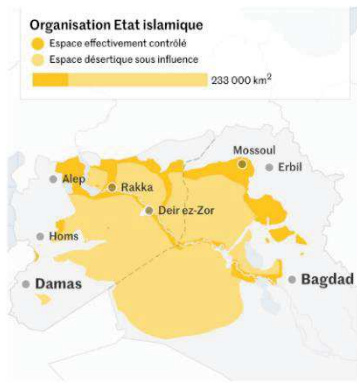 Organisation Etat islamique
Espace effectivement contrôlé
Espace désertique sous influence
233 000 km²
Mossoul
Erbil
Alep
Rakka
Deir ez-Zor
Homs
Damas
Bagdad